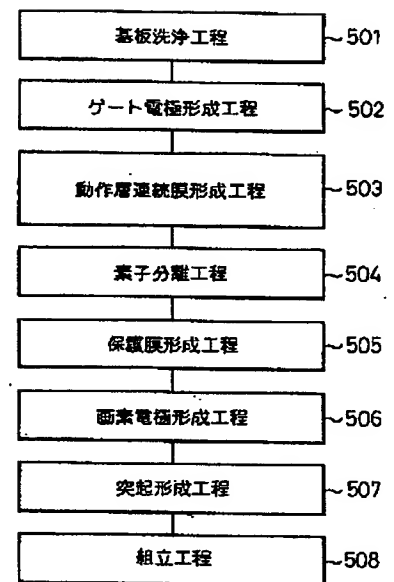 基板洗浄工程 ~501
ゲート電極形成工程 ~502
動作層連続膜形成工程 ~503
素子分離工程 ~504
保護膜形成工程 ~505
画素電極形成工程 ~506
突起形成工程 ~507
組立工程 ~508